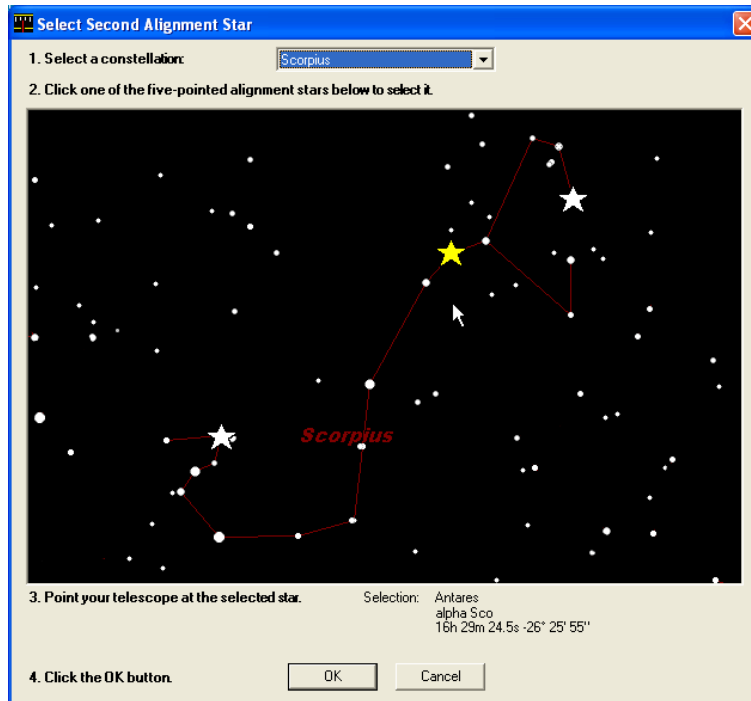 Select Second Alignment Star
1. Select a constellation:
Scorpius
2. Click one of the five-pointed alignment stars below to select it.
Scorpius
3. Point your telescope at the selected star.
Selection: Antares
alpha Sco
16h 29m 24.5s -26° 25' 55"
4. Click the OK button.
OK
Cancel